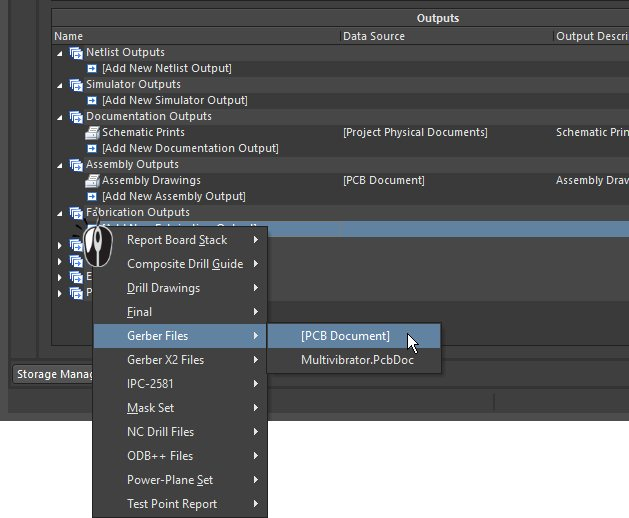 Outputs
Name Data Source Output Descri
Netlist Outputs
[Add New Netlist Output]
Simulator Outputs
[Add New Simulator Output]
Documentation Outputs
Schematic Prints [Project Physical Documents] Schematic Prin
[Add New Documentation Output]
Assembly Outputs
Assembly Drawings [PCB Document] Assembly Draw
[Add New Assembly Output]
Fabrication Outputs
[Add New Fabrication Output]
Report Board Stack
Composite Drill Guide
E
Drill Drawings
P
Final
Gerber Files [PCB Document]
Gerber X2 Files Multivibrator.PcbDoc
Storage Manag
IPC-2581
Mask Set
NC Drill Files
ODB++ Files
Power-Plane Set
Test Point Report